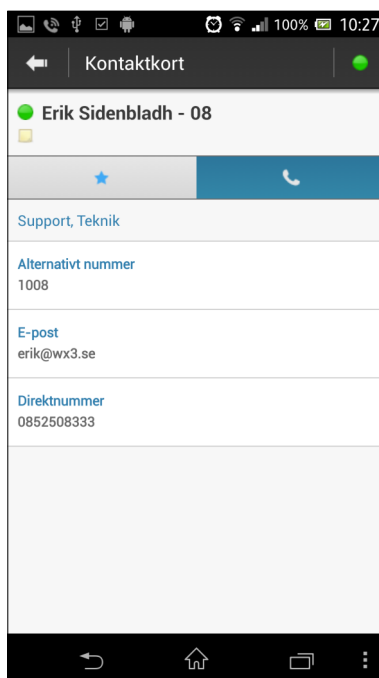 100% 10:27
Kontaktkort
Erik Sidenbladh - 08
Support, Teknik
Alternativt nummer
1008
E-post
erik@wx3.se
Direktnummer
0852508333